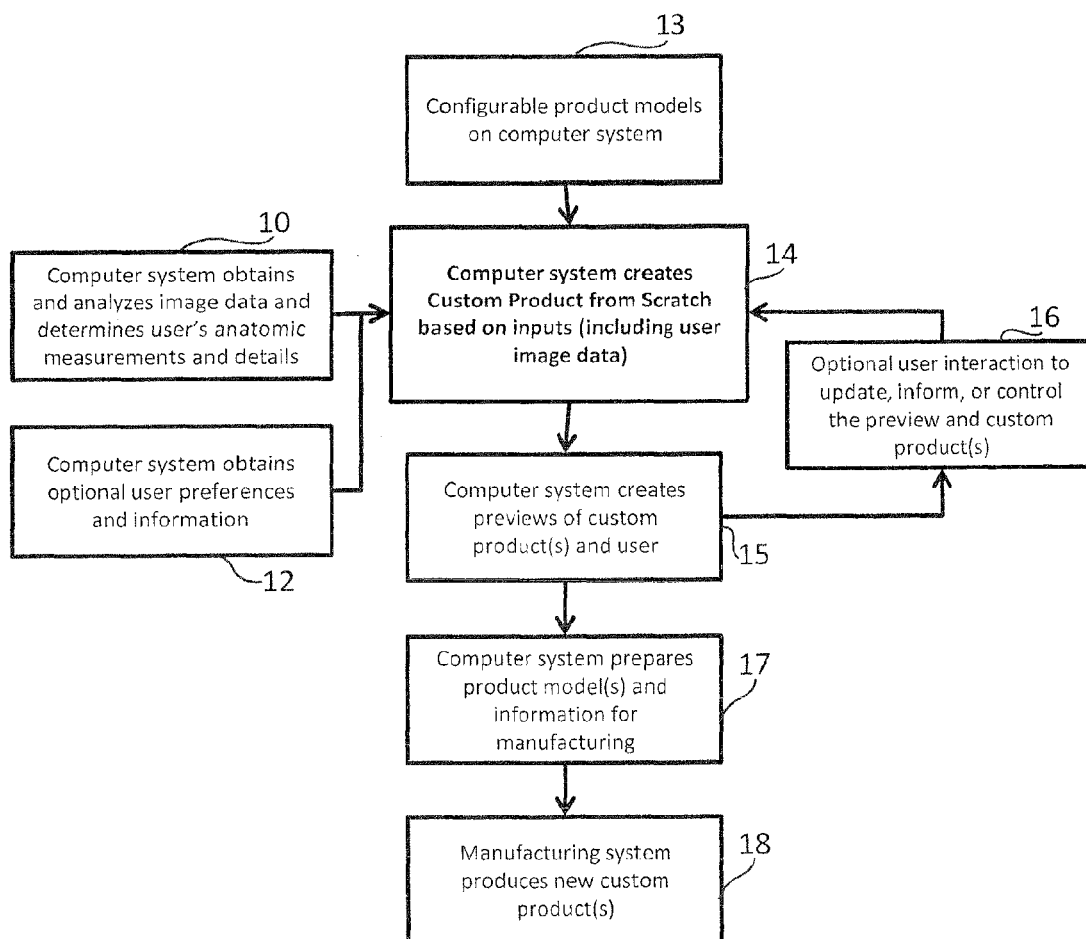 13
Configurable product models
on computer system
10
Computer system obtains
and analyzes image data and
determines user's anatomic
measurements and details
Computer system creates
Custom Product from Scratch
based on inputs (including user
image data)
14
16
Optional user interaction to
update, inform, or control
the preview and custom
product(s)
Computer system obtains
optional user preferences
and information
12
Computer system creates
previews of custom
product(s) and user
15
Computer system prepares
product model(s) and
information for
manufacturing
17
Manufacturing system
produces new custom
product(s)
18